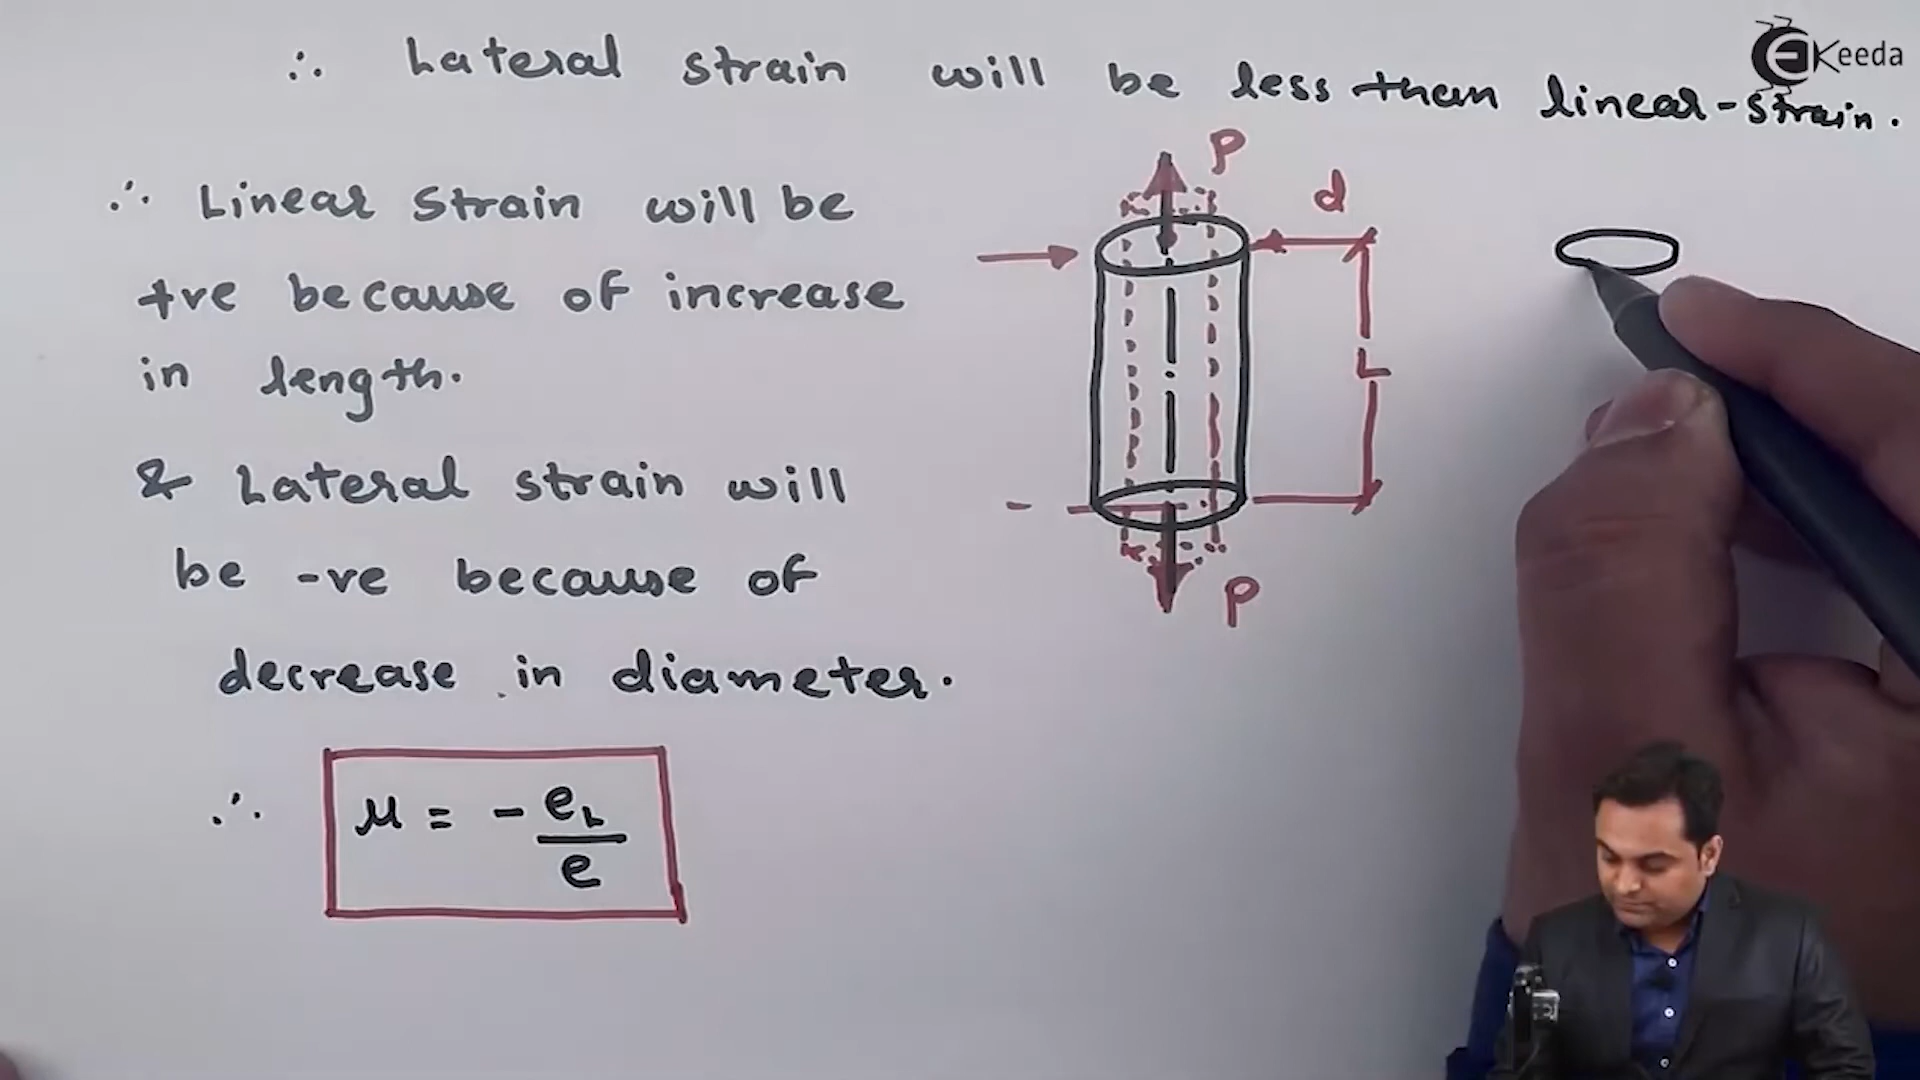 ∴ Lateral strain will be less than linear-strain.
EKeeda
∴ Linear strain will be
+ve because of increase
in length.
& Lateral strain will
be -ve because of
decrease in diameter.
∴ μ = - eL / e
P
d
L
P